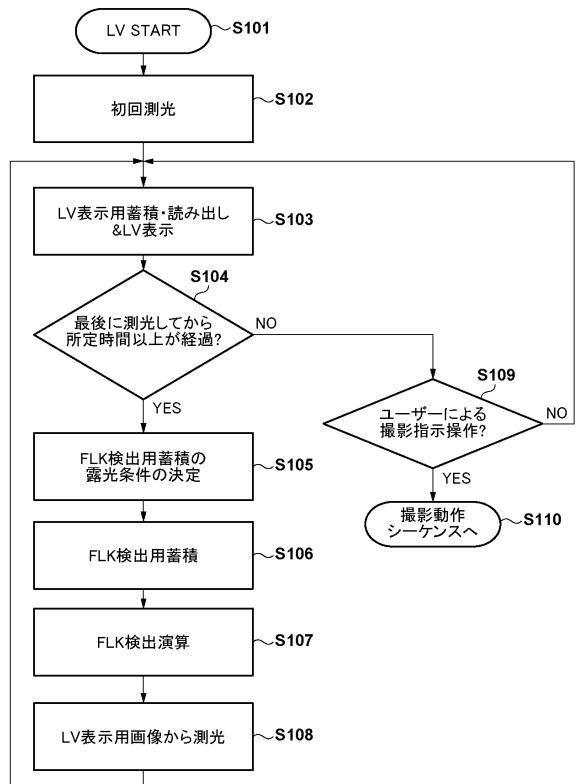 LV START
S101
初回測光
S102
LV表示用蓄積・読み出し
&LV表示
S103
S104
最後に測光してから
所定時間以上が経過?
NO
YES
S109
ユーザーによる
撮影指示操作?
NO
YES
FLK検出用蓄積の
露光条件の決定
S105
撮影動作
シーケンスへ
S110
FLK検出用蓄積
S106
FLK検出演算
S107
LV表示用画像から測光
S108